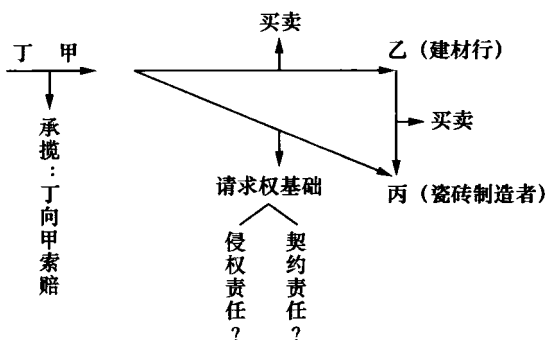 买卖
丁 甲
乙（建材行）
买卖
承揽：丁向甲索赔
请求权基础
丙（瓷砖制造者）
侵权责任？
契约责任？